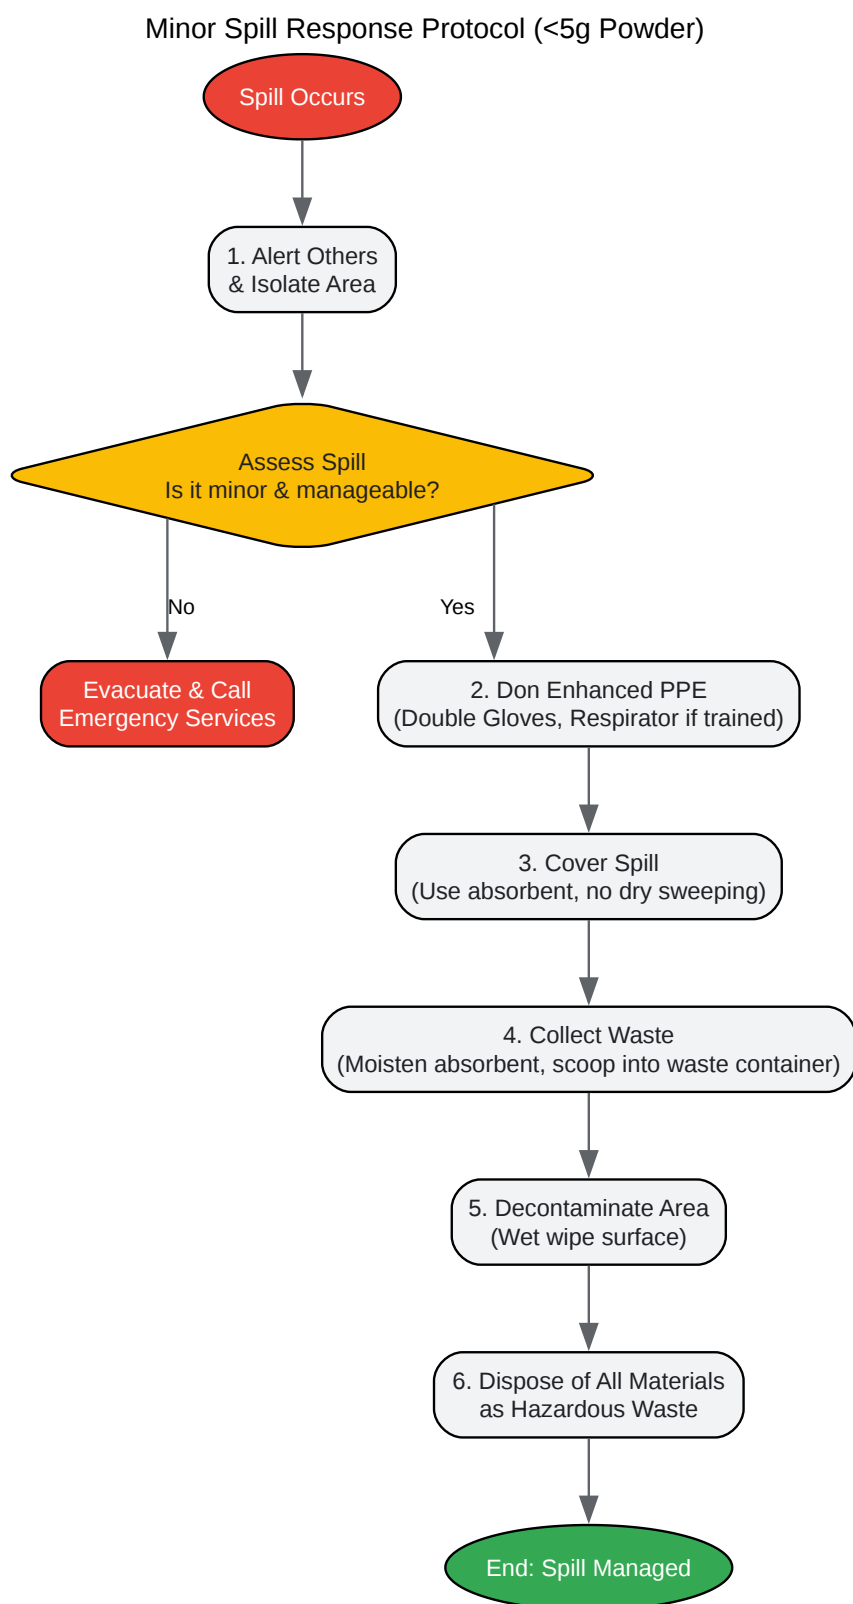 Minor Spill Response Protocol (<5g Powder)
Spill Occurs
1. Alert Others
& Isolate Area
Assess Spill
Is it minor & manageable?
No
Yes
Evacuate & Call
Emergency Services
2. Don Enhanced PPE
(Double Gloves, Respirator if trained)
3. Cover Spill
(Use absorbent, no dry sweeping)
4. Collect Waste
(Moisten absorbent, scoop into waste container)
5. Decontaminate Area
(Wet wipe surface)
6. Dispose of All Materials
as Hazardous Waste
End: Spill Managed